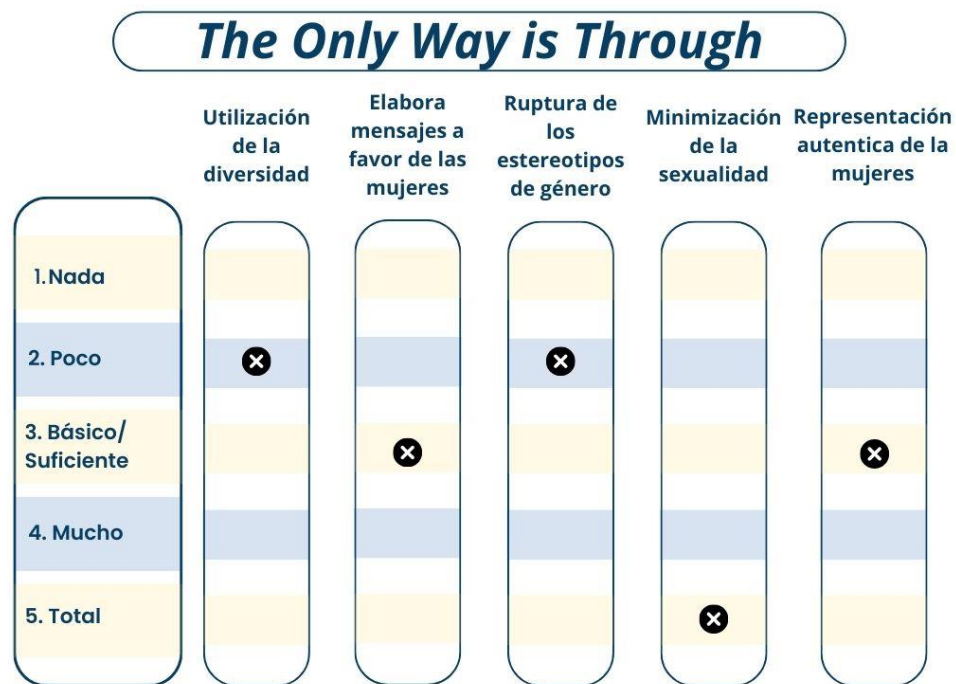 The Only Way is Through
Utilización
de la
diversidad
Elabora
mensajes a
favor de las
mujeres
Ruptura de
los
estereotipos
de género
Minimización
de la
sexualidad
Representación
autentica de la
mujeres
1. Nada
2. Poco
3. Básico/
Suficiente
4. Mucho
5. Total